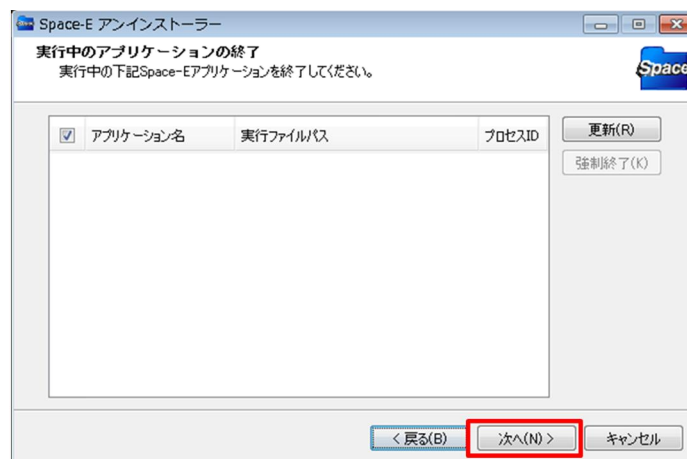 Space-E アンインストーラー
実行中のアプリケーションの終了
実行中の下記Space-Eアプリケーションを終了してください。
Space
アプリケーション名 実行ファイルパス プロセスID
更新(R)
強制終了(K)
< 戻る(B) 次へ(N) > キャンセル